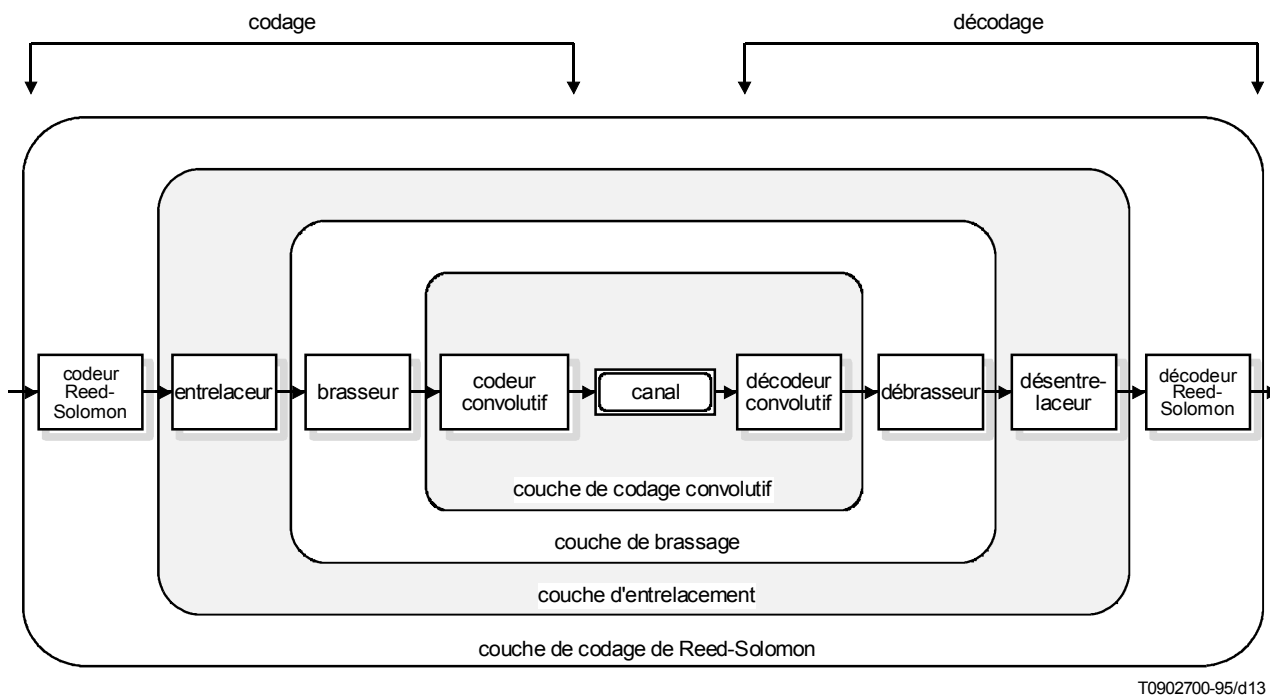 codage
décodage
codeur
Reed-
Solomon
entrelaceur
brasseur
codeur
convolutif
canal
décodeur
convolutif
débrasseur
désentre-
laceur
décodeur
Reed-
Solomon
couche de codage convolutif
couche de brassage
couche d'entrelacement
couche de codage de Reed-Solomon
T0902700-95/d13